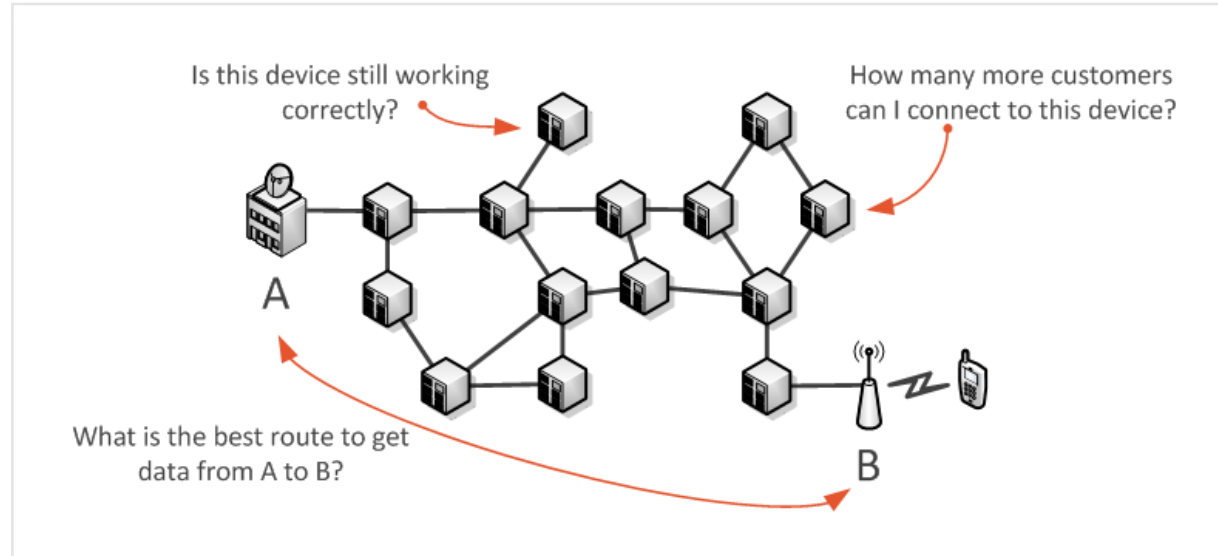 Is this device still working
correctly?
How many more customers
can I connect to this device?
A
What is the best route to get
data from A to B?
B